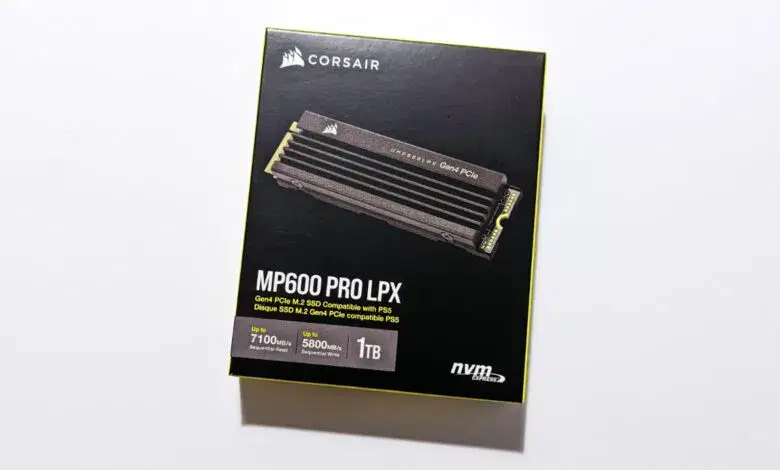 CORSAIR
MP600 PRO LPX
Gen4 PCIe
MP600 PRO LPX
Gen4 PCIe M.2 SSD Compatible with PS5
Disque SSD M.2 Gen4 PCIe compatible PS5
Up to
7100MB/s
Sequential Read
Up to
5800MB/s
Sequential Write
1TB
nvm
EXPRESS